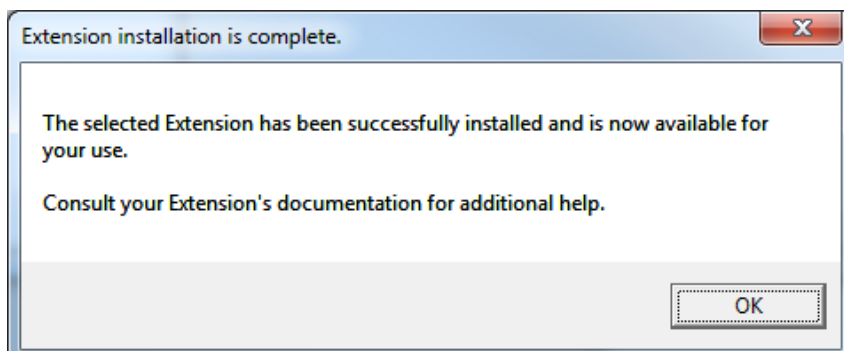 Extension installation is complete.
The selected Extension has been successfully installed and is now available for
your use.
Consult your Extension's documentation for additional help.
OK